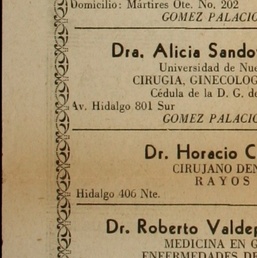 Domicilio: Mártires Ote. No. 202
GOMEZ PALACIO
Dra. Alicia Sandov
Universidad de Nue
CIRUGIA, GINECOLOG
Cédula de la D. G. de
Av. Hidalgo 801 Sur
GOMEZ PALACIO
Dr. Horacio C
CIRUJANO DEN
RAYOS
Hidalgo 406 Nte.
Dr. Roberto Valdep
MEDICINA EN G
ENFERMEDADES DE